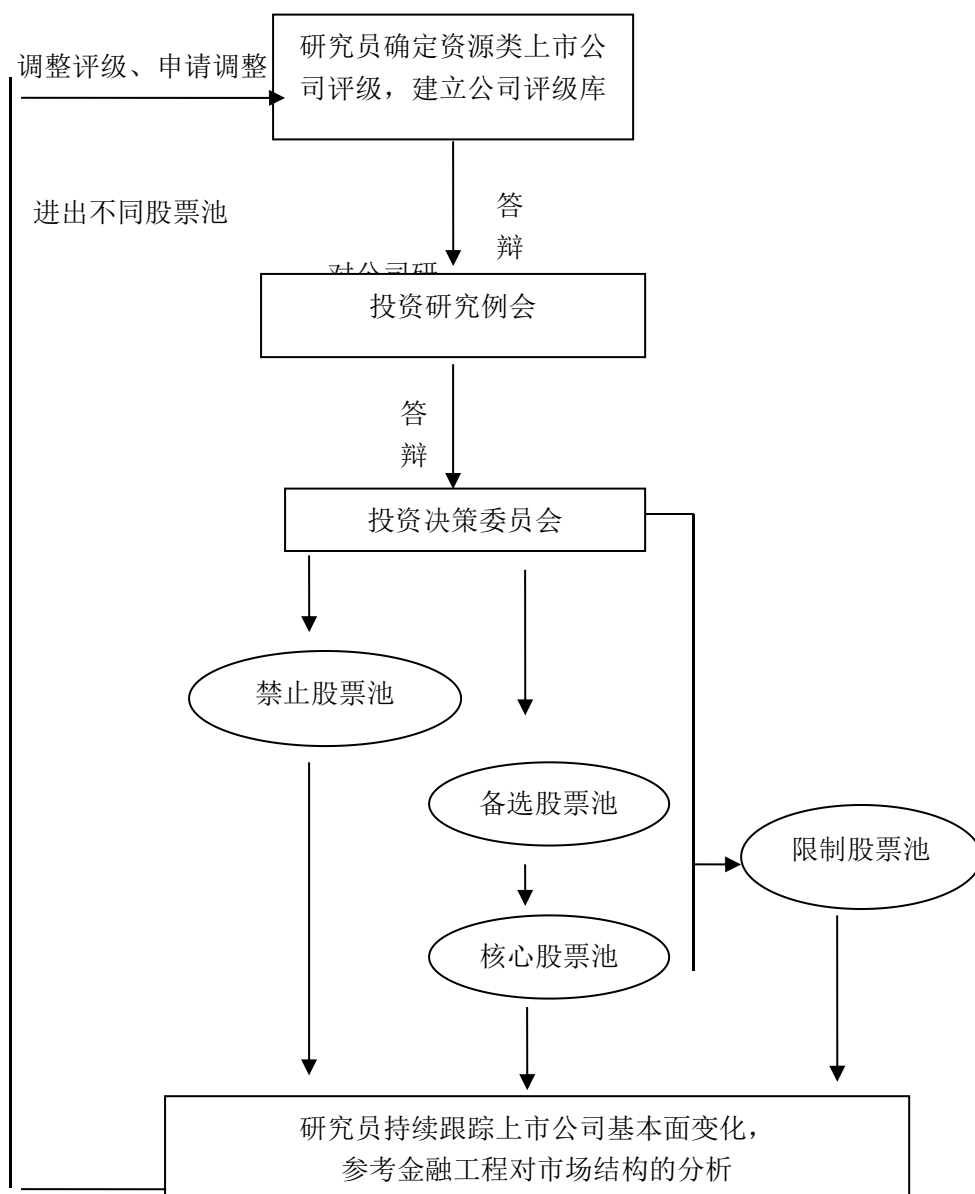 研究员确定资源类上市公
司评级，建立公司评级库
调整评级、申请调整
进出不同股票池
答
辩
投资研究例会
答
辩
投资决策委员会
禁止股票池
备选股票池
限制股票池
核心股票池
研究员持续跟踪上市公司基本面变化，
参考金融工程对市场结构的分析